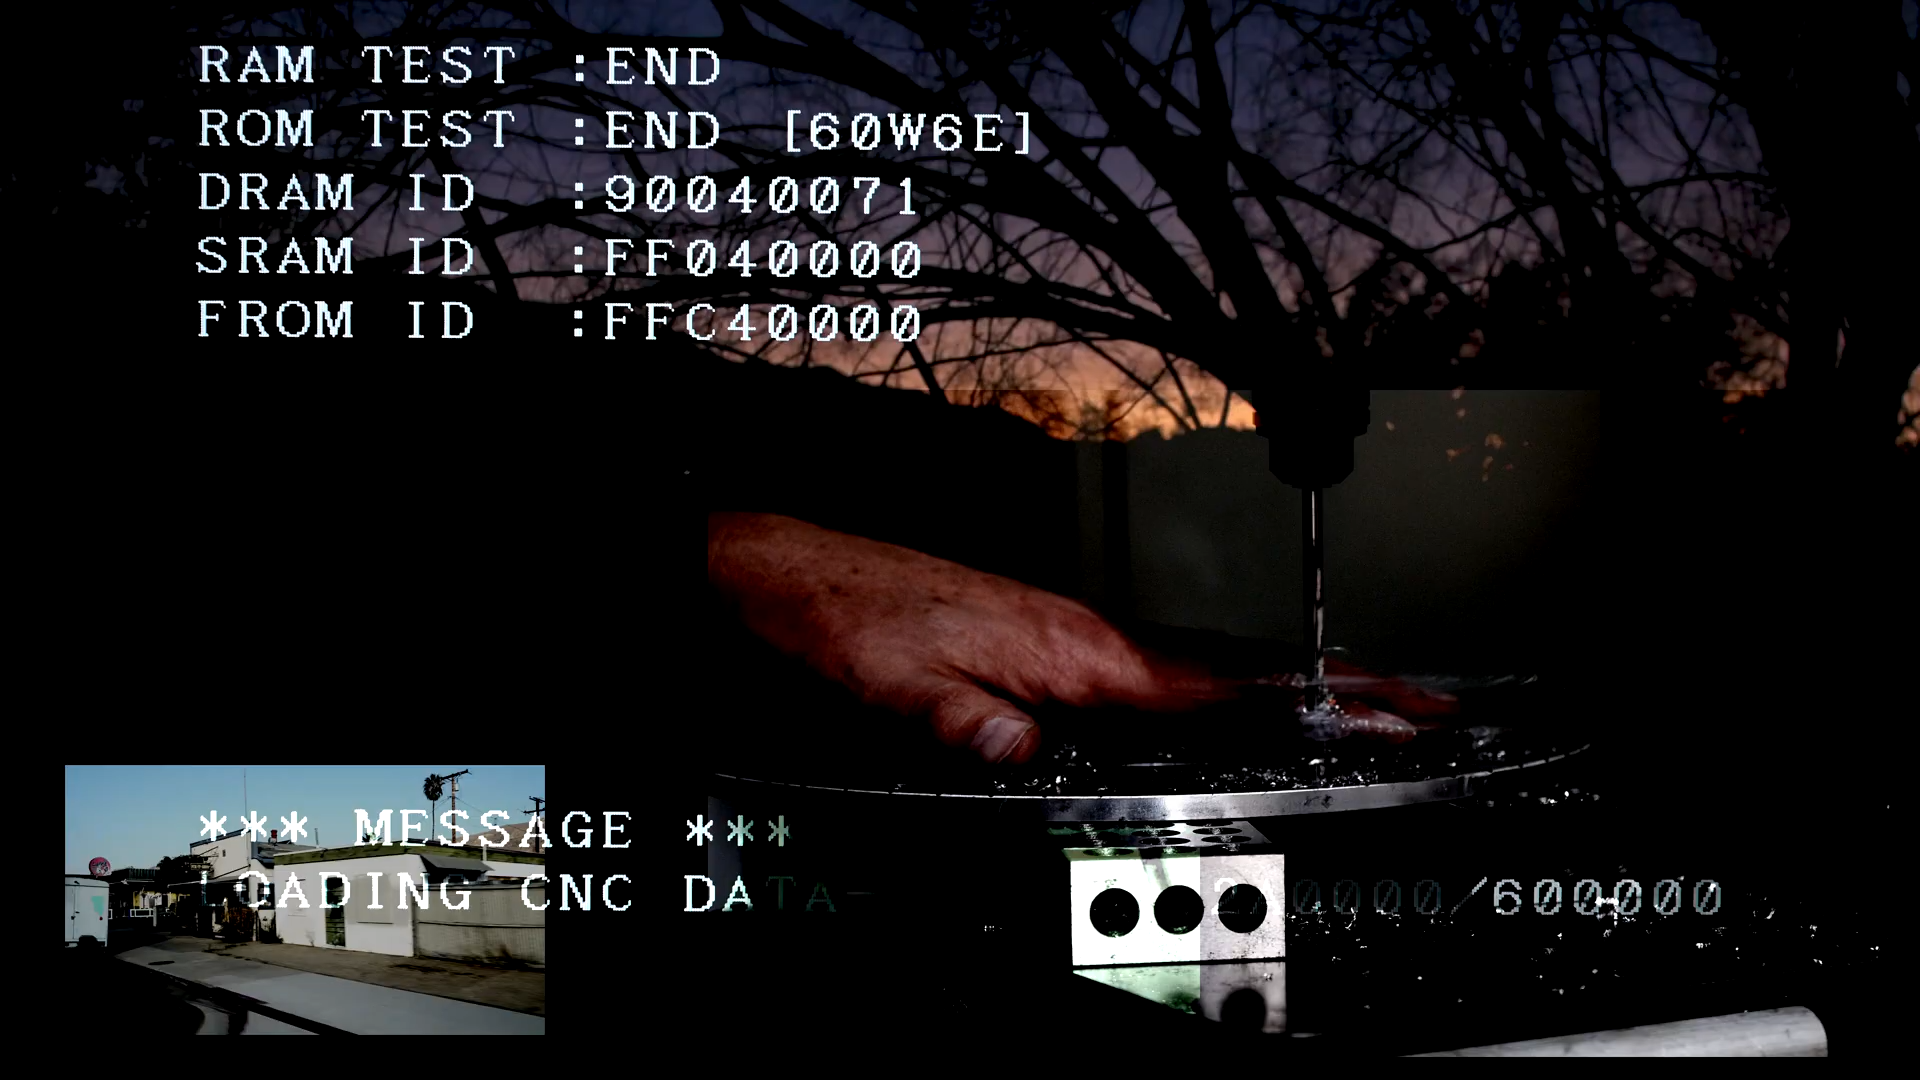 RAM TEST :END
ROM TEST :END [60W6E]
DRAM ID :90040071
SRAM ID :FF040000
FROM ID :FFC40000
*** MESSAGE ***
LOADING CNC DATA /600000